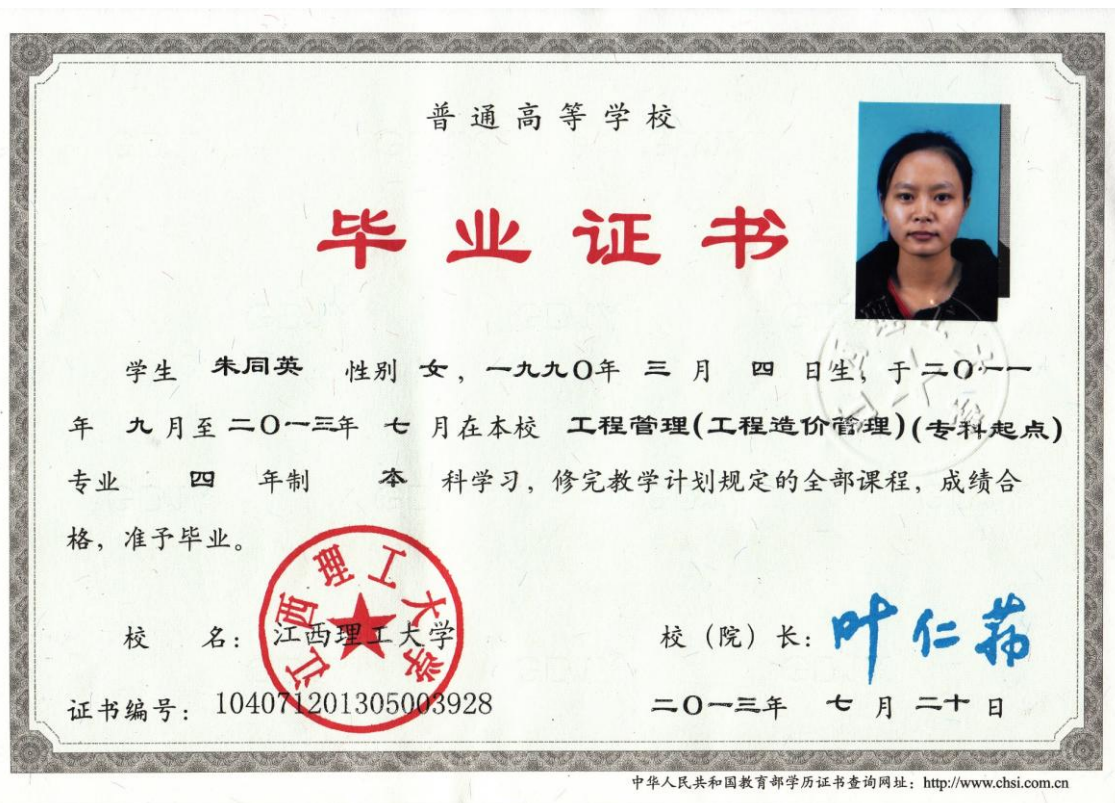 普通高等学校
毕业证书
学生 朱同英 性别 女，一九九〇年 三 月 四 日生，于二〇一一
年 九 月至 二〇一三年 七 月在本校 工程管理(工程造价管理)(专科起点)
专业 四 年制 本 科学习，修完教学计划规定的全部课程，成绩合
格，准予毕业。
江西理工大学
校 名：江西理工大学
校（院）长：叶仁荪
证书编号：104071201305003928
二〇一三年 七 月 二十 日
中华人民共和国教育部学历证书查询网址：http://www.chsi.com.cn